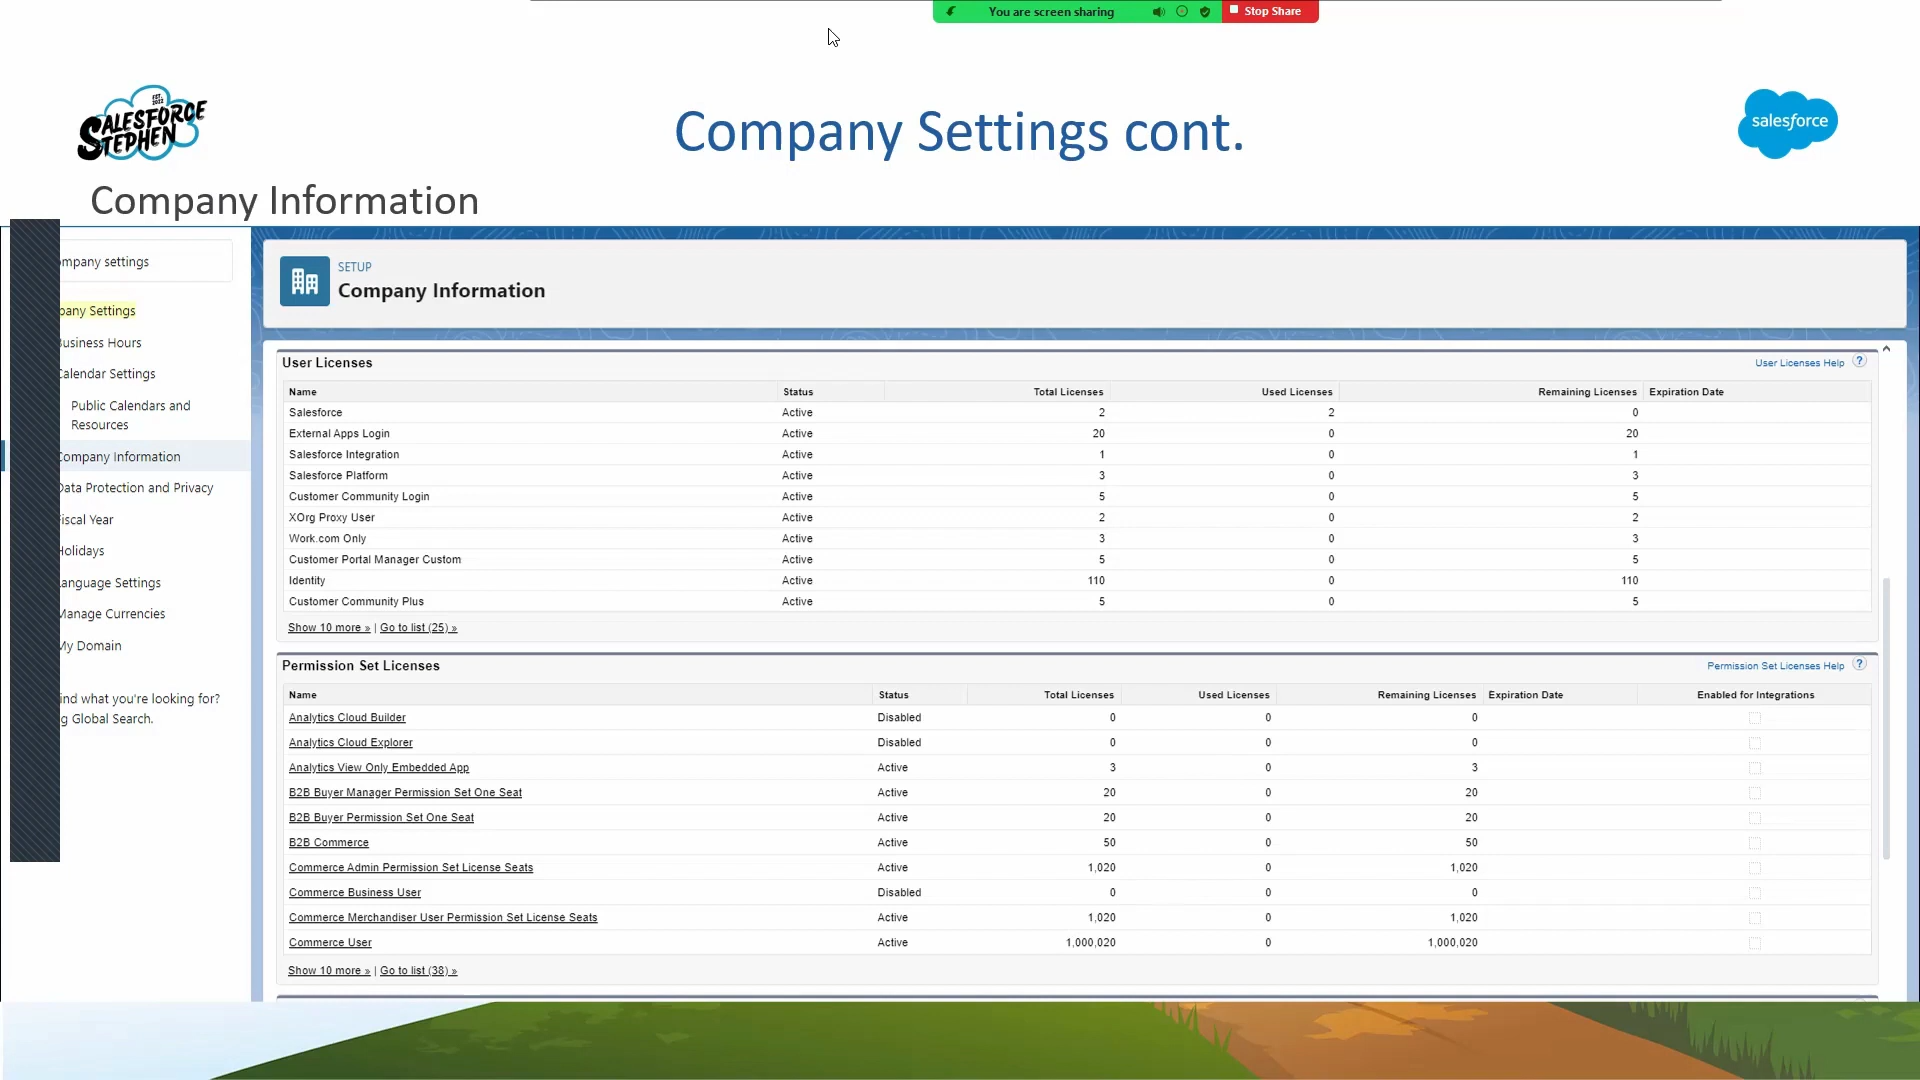 You are screen sharing Stop Share
EST. 2022
SALESFORCE
STEPHEN
Company Settings cont.
salesforce
Company Information
mpany settings
pany Settings
Business Hours
Calendar Settings
Public Calendars and
Resources
Company Information
Data Protection and Privacy
Fiscal Year
Holidays
Language Settings
Manage Currencies
My Domain
ind what you're looking for?
g Global Search.
SETUP
Company Information
User Licenses User Licenses Help ?
Name Status Total Licenses Used Licenses Remaining Licenses Expiration Date
Salesforce Active 2 2 0
External Apps Login Active 20 0 20
Salesforce Integration Active 1 0 1
Salesforce Platform Active 3 0 3
Customer Community Login Active 5 0 5
XOrg Proxy User Active 2 0 2
Work.com Only Active 3 0 3
Customer Portal Manager Custom Active 5 0 5
Identity Active 110 0 110
Customer Community Plus Active 5 0 5
Show 10 more » | Go to list (25) »
Permission Set Licenses Permission Set Licenses Help ?
Name Status Total Licenses Used Licenses Remaining Licenses Expiration Date Enabled for Integrations
Analytics Cloud Builder Disabled 0 0 0
Analytics Cloud Explorer Disabled 0 0 0
Analytics View Only Embedded App Active 3 0 3
B2B Buyer Manager Permission Set One Seat Active 20 0 20
B2B Buyer Permission Set One Seat Active 20 0 20
B2B Commerce Active 50 0 50
Commerce Admin Permission Set License Seats Active 1,020 0 1,020
Commerce Business User Disabled 0 0 0
Commerce Merchandiser User Permission Set License Seats Active 1,020 0 1,020
Commerce User Active 1,000,020 0 1,000,020
Show 10 more » | Go to list (38) »